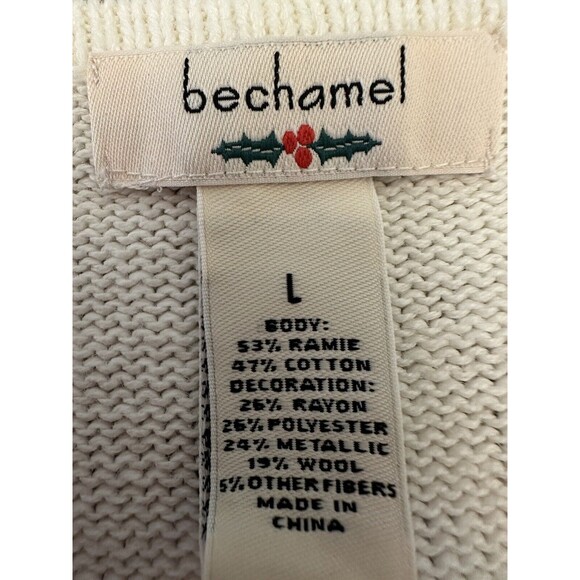 bechamel
L
BODY:
53% RAMIE
47% COTTON
DECORATION:
26% RAYON
26% POLYESTER
24% METALLIC
19% WOOL
5% OTHER FIBERS
MADE IN
CHINA